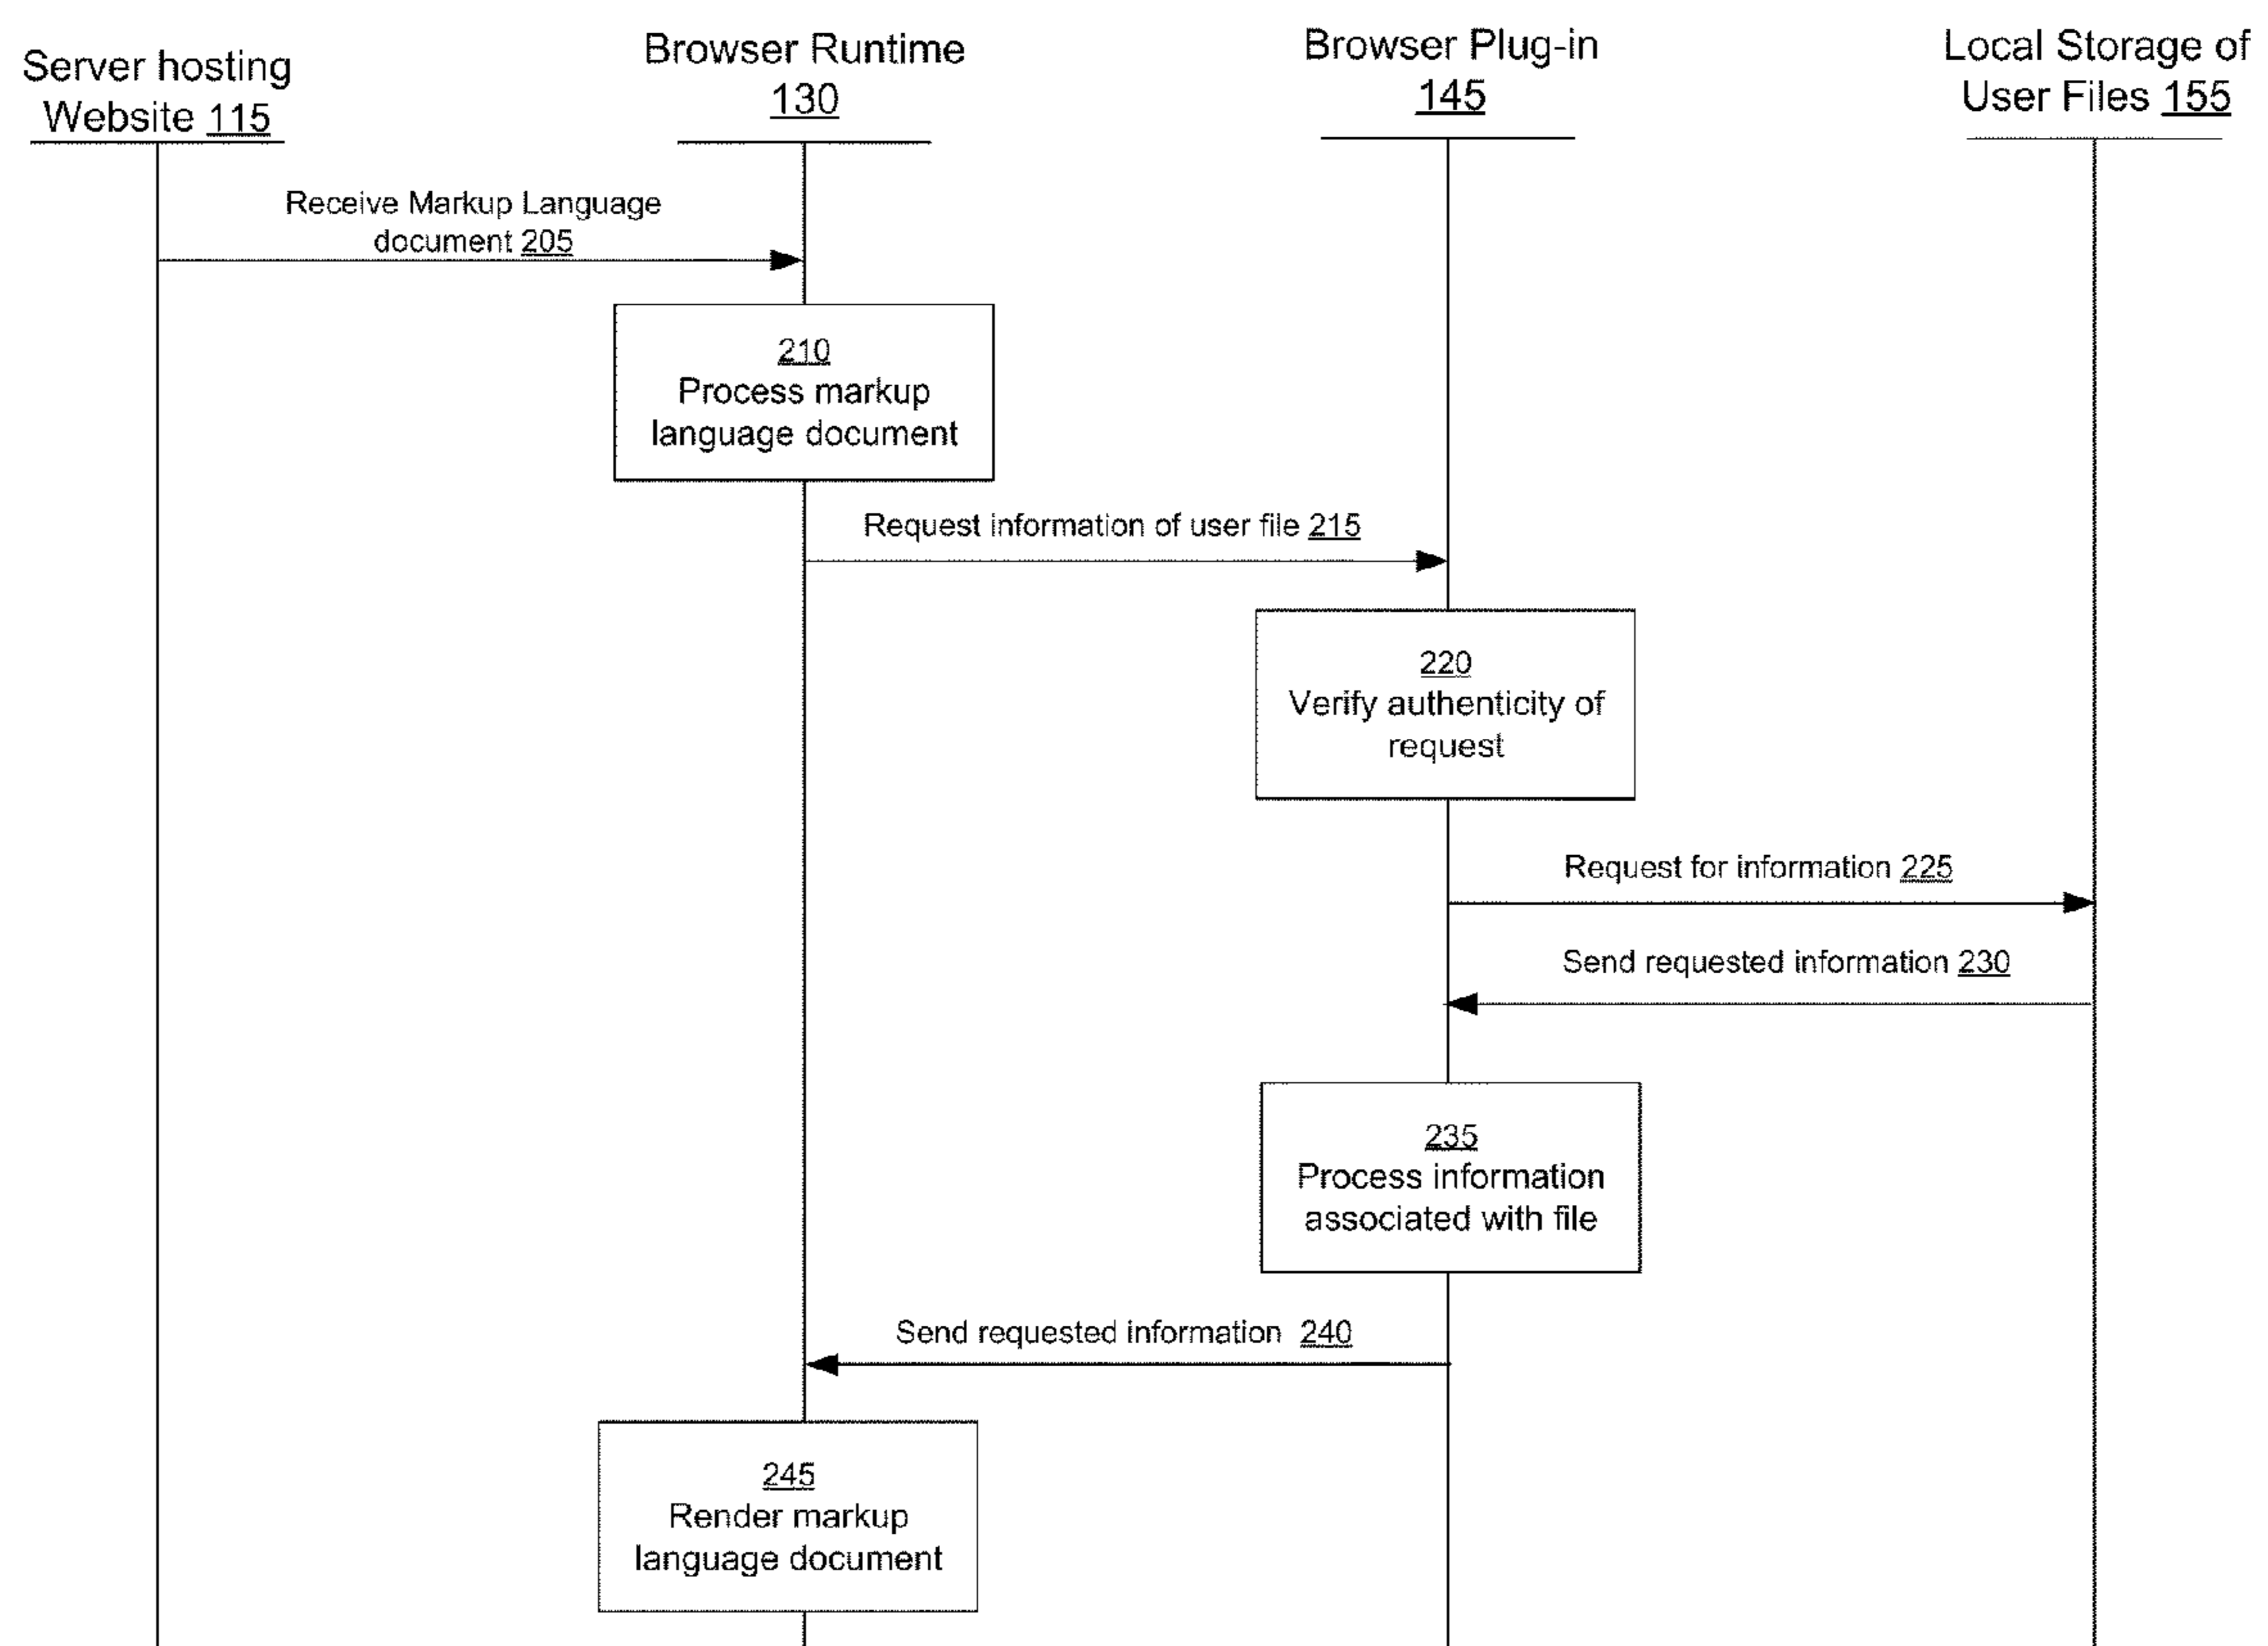 Server hosting
Website 115
Browser Runtime
130
Browser Plug-in
145
Local Storage of
User Files 155
Receive Markup Language
document 205
210
Process markup
language document
Request information of user file 215
220
Verify authenticity of
request
Request for information 225
Send requested information 230
235
Process information
associated with file
Send requested information 240
245
Render markup
language document